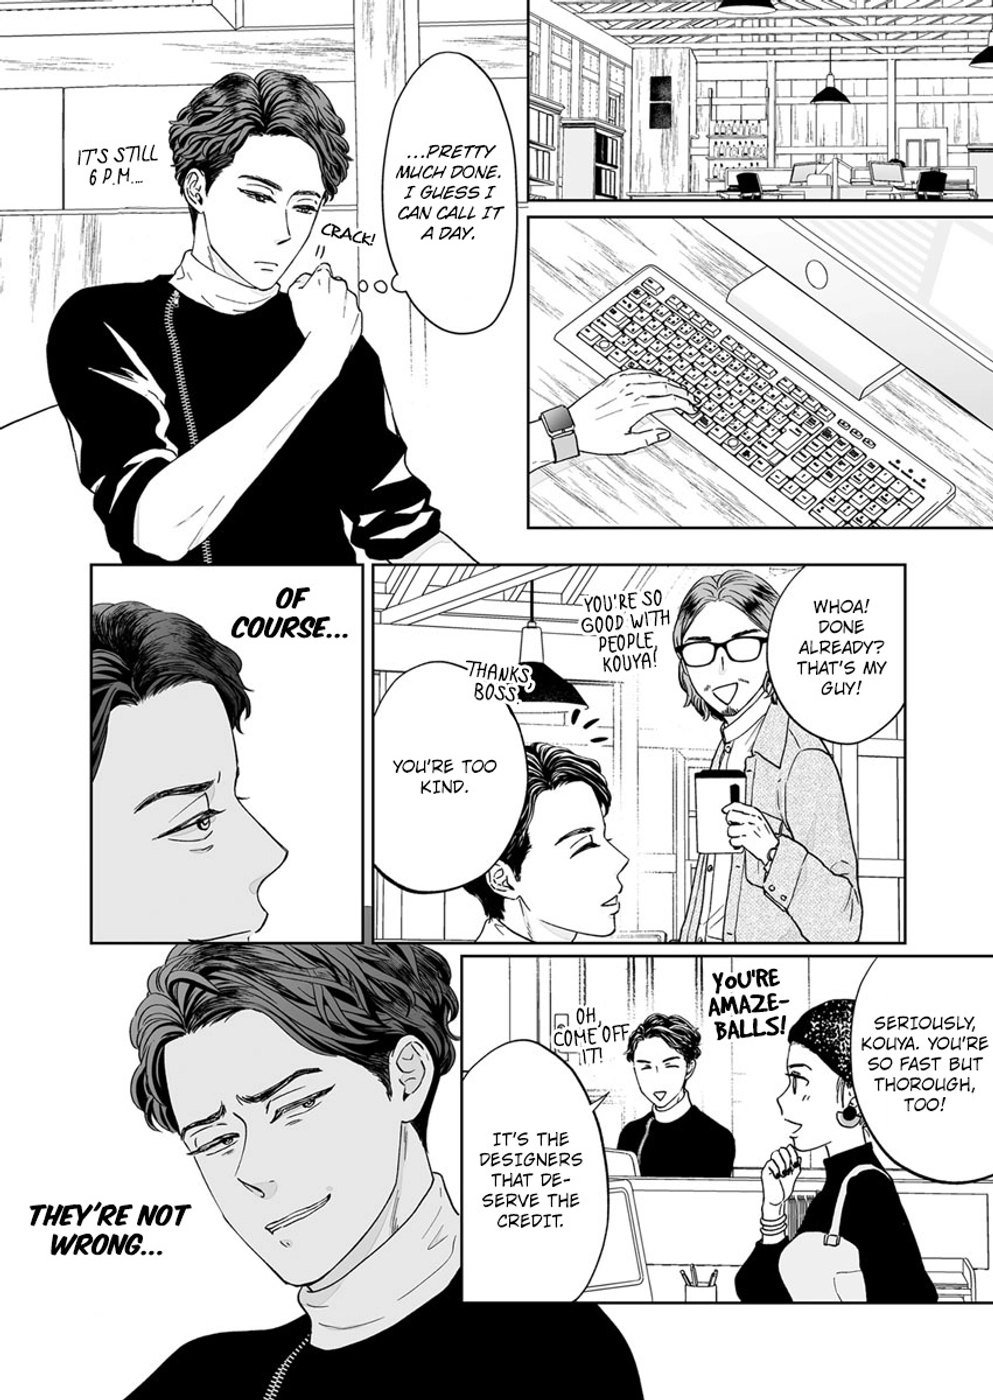 ...PRETTY
MUCH DONE.
I GUESS I
CAN CALL IT
A DAY.
CRACK!
IT'S STILL
6 P.M....
WHOA!
DONE
ALREADY?
THAT'S MY
GUY!
YOU'RE SO
GOOD WITH
PEOPLE,
KOUYA!
THANKS,
BOSS.
YOU'RE TOO
KIND.
OF
COURSE...
SERIOUSLY,
KOUYA. YOU'RE
SO FAST BUT
THOROUGH,
TOO!
YOU'RE
AMAZE-
BALLS!
OH,
COME OFF
IT!
IT'S THE
DESIGNERS
THAT DE-
SERVE THE
CREDIT.
THEY'RE NOT
WRONG...